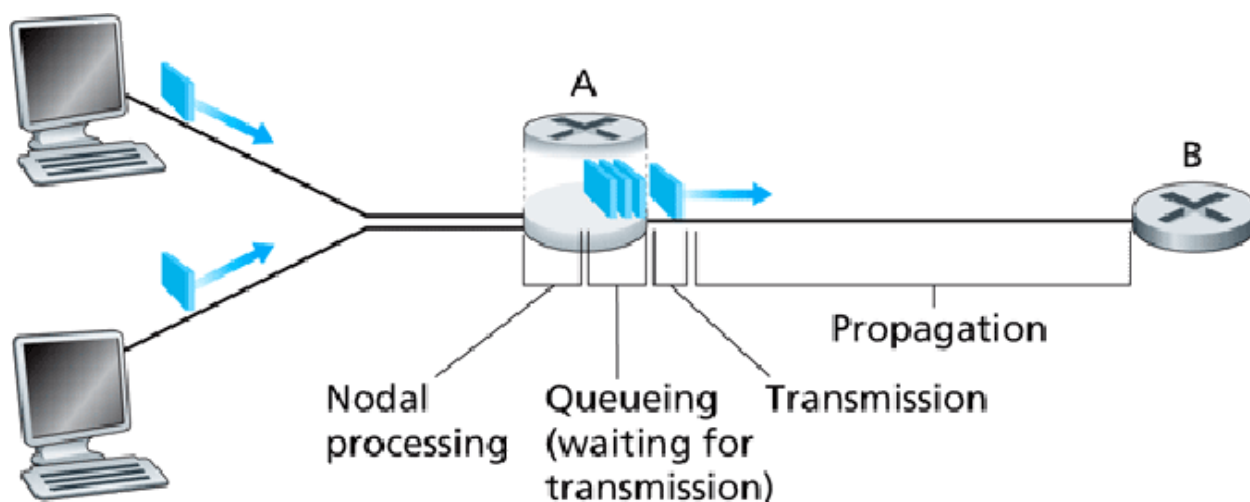 A
B
Propagation
Nodal
processing
Queueing
(waiting for
transmission)
Transmission